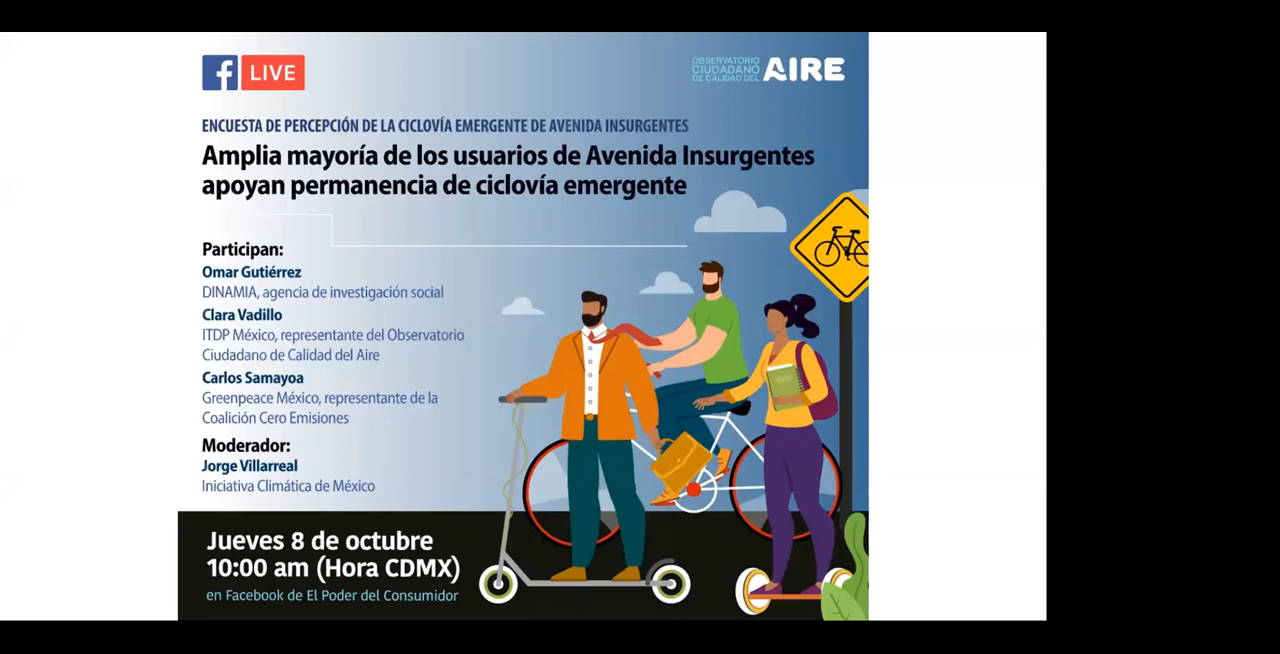 f LIVE
OBSERVATORIO
CIUDADANO
DE CALIDAD DEL AIRE
ENCUESTA DE PERCEPCIÓN DE LA CICLOVÍA EMERGENTE DE AVENIDA INSURGENTES
Amplia mayoría de los usuarios de Avenida Insurgentes
apoyan permanencia de ciclovía emergente
Participan:
Omar Gutiérrez
DINAMIA, agencia de investigación social
Clara Vadillo
ITDP México, representante del Observatorio
Ciudadano de Calidad del Aire
Carlos Samayoa
Greenpeace México, representante de la
Coalición Cero Emisiones
Moderador:
Jorge Villarreal
Iniciativa Climática de México
Jueves 8 de octubre
10:00 am (Hora CDMX)
en Facebook de El Poder del Consumidor